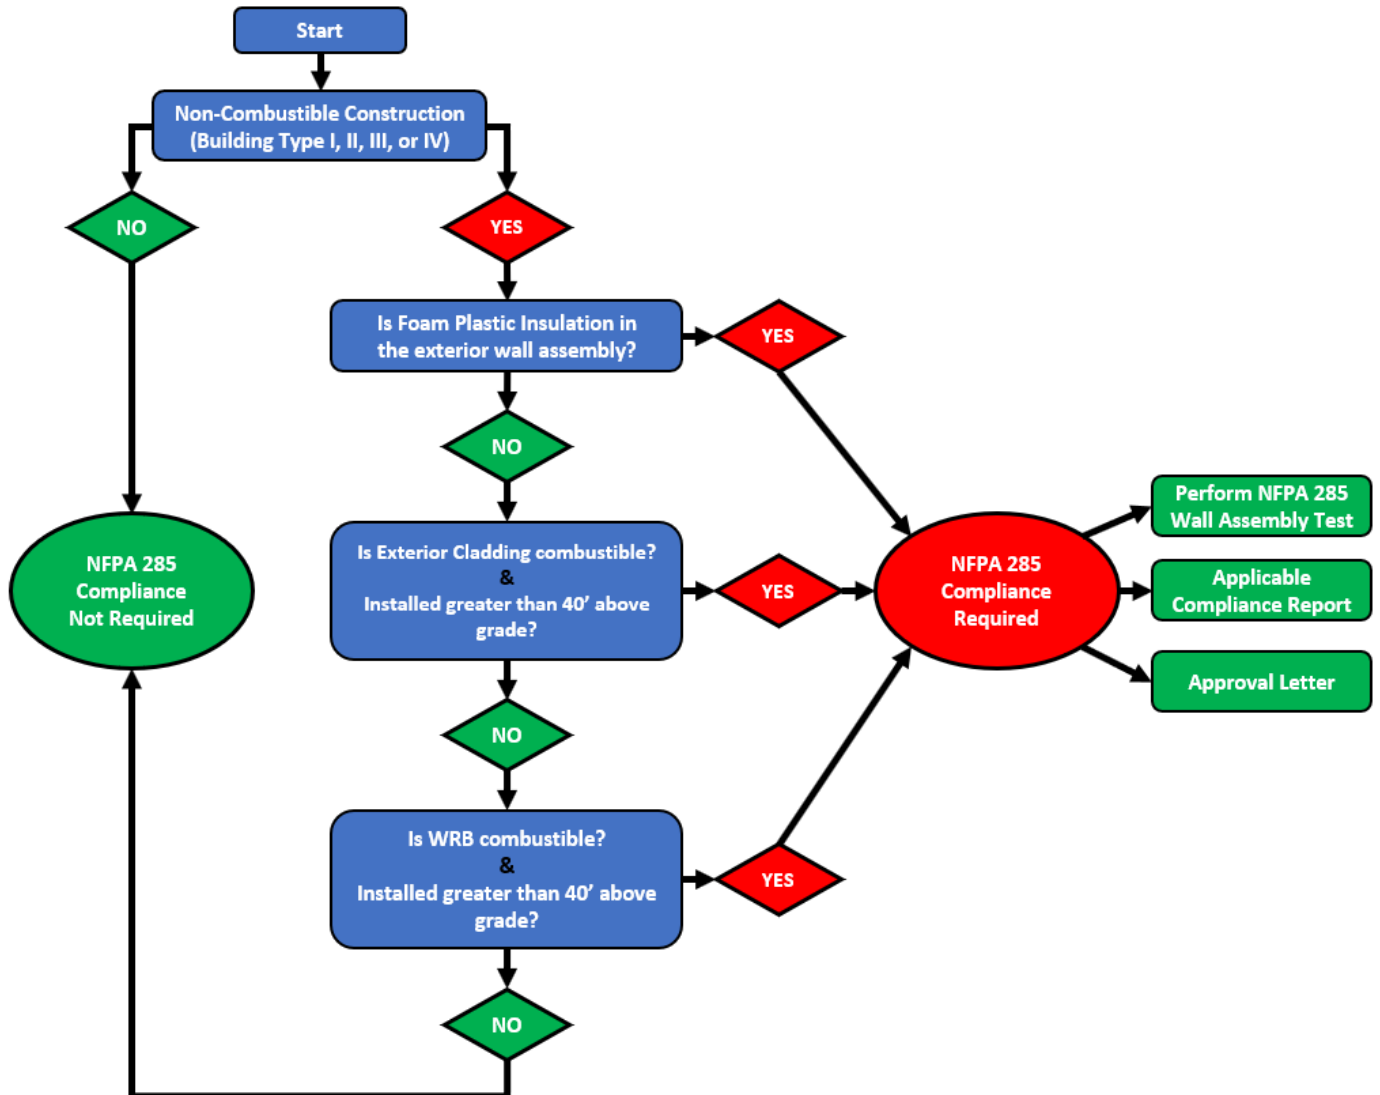 Start
Non-Combustible Construction
(Building Type I, II, III, or IV)
NO
YES
Is Foam Plastic Insulation in
the exterior wall assembly?
YES
NO
Is Exterior Cladding combustible?
&
Installed greater than 40’ above
grade?
YES
NO
Is WRB combustible?
&
Installed greater than 40’ above
grade?
YES
NO
NFPA 285
Compliance
Not Required
NFPA 285
Compliance
Required
Perform NFPA 285
Wall Assembly Test
Applicable
Compliance Report
Approval Letter